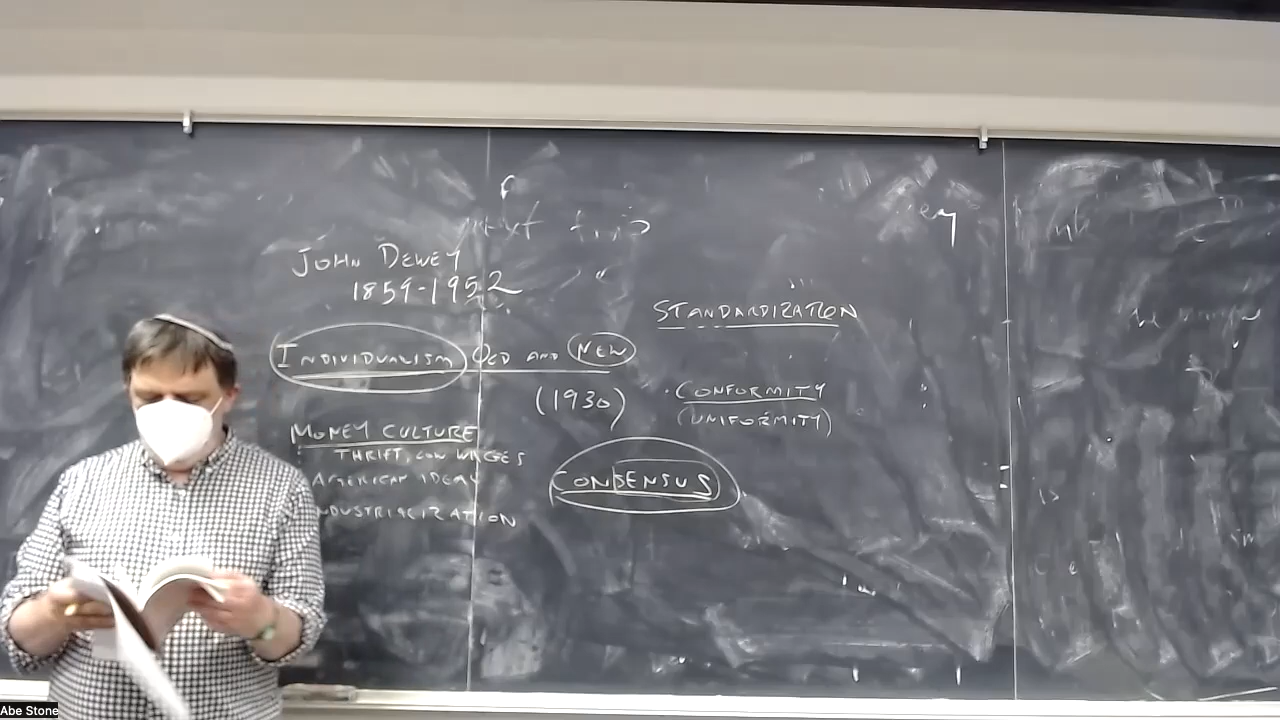 JOHN DEWEY
1859-1952
INDIVIDUALISM OLD AND NEW
(1930)
MONEY CULTURE
THRIFT, LOW WAGES
AMERICAN IDEAL
INDUSTRIALIZATION
STANDARDIZATION
CONFORMITY
(UNIFORMITY)
CONSENSUS
ey
Abe Stone